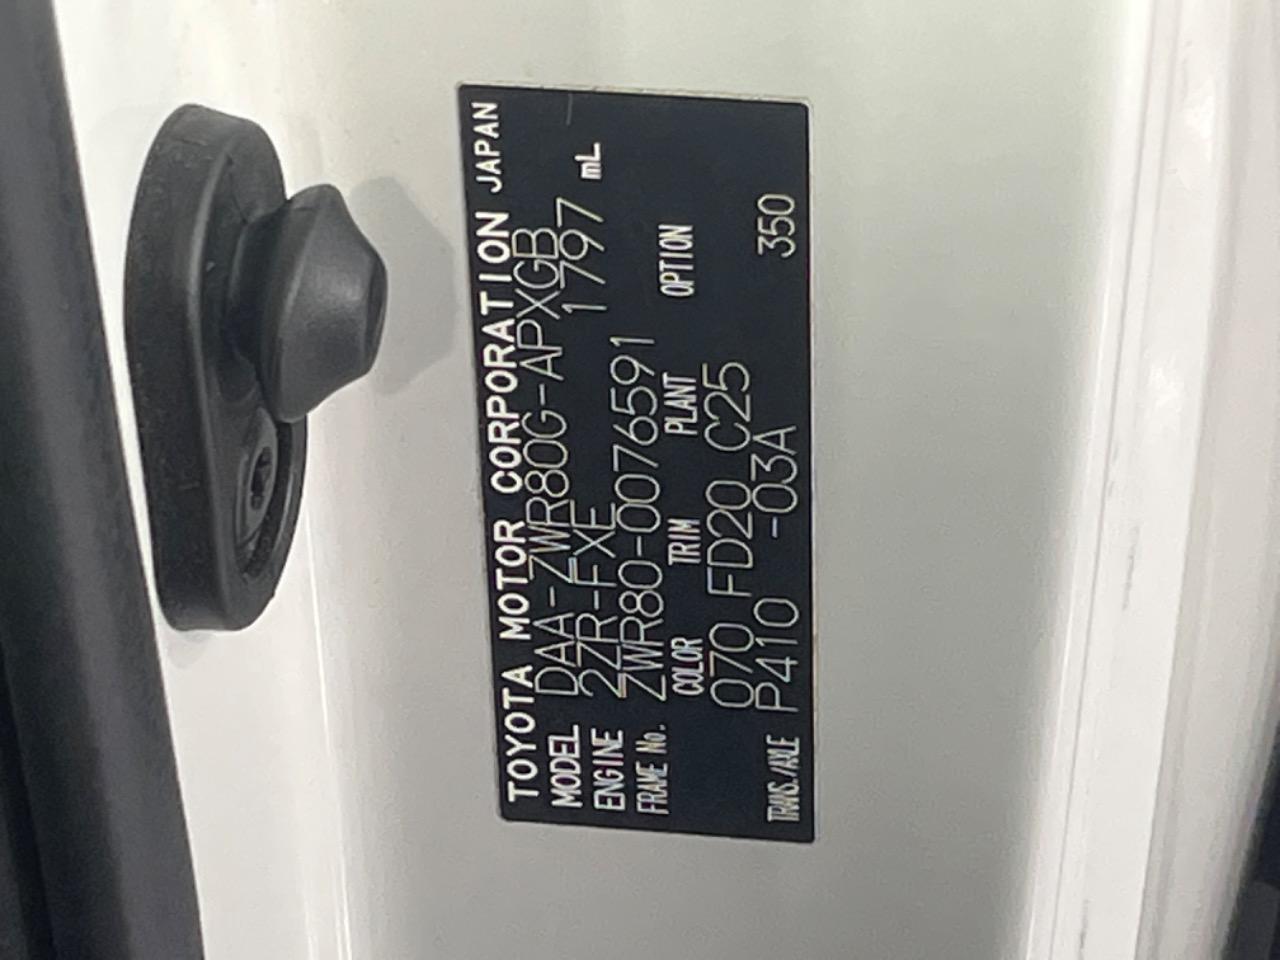 TOYOTA MOTOR CORPORATION JAPAN
MODEL DAA-ZWR80G-APXGB
ENGINE 2ZR-FXE 1797 mL
FRAME No. ZWR80-0076591
COLOR TRIM PLANT OPTION
070 FD20 C25
TRANS./AXLE P410 -03A 350